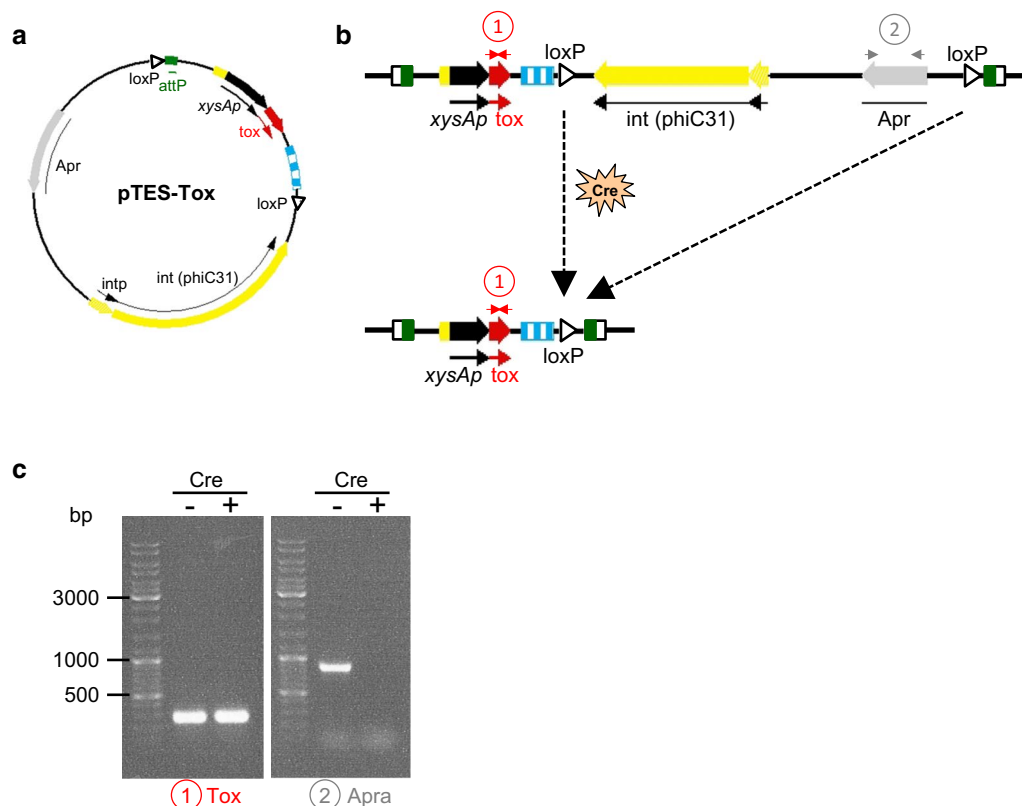 a
loxP
attP
xysAp
tox
Apr
pTES-Tox
loxP
intp
int (phiC31)
b
1
2
loxP
loxP
xysAp tox
int (phiC31)
Apr
Cre
1
loxP
xysAp tox
c
Cre
Cre
- +
- +
bp
3000
1000
500
1 Tox
2 Apra